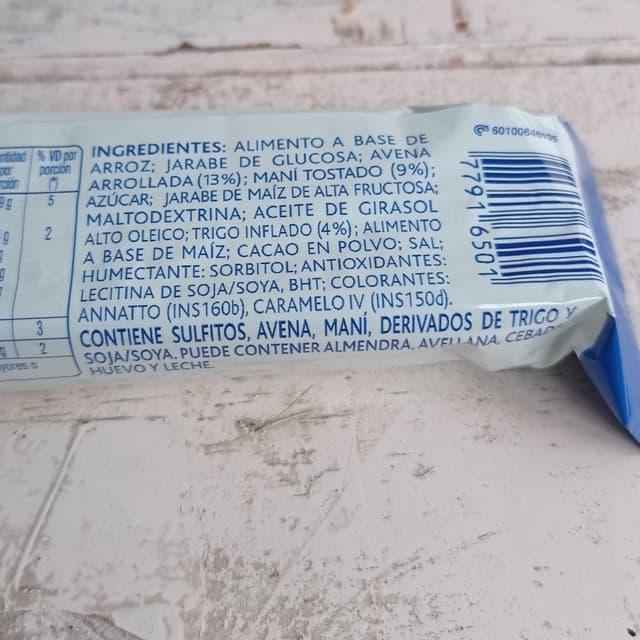 % VD por
porción
(*)
5
2
3
2
INGREDIENTES: ALIMENTO A BASE DE
ARROZ; JARABE DE GLUCOSA; AVENA
ARROLLADA (13%); MANÍ TOSTADO (9%);
AZÚCAR; JARABE DE MAÍZ DE ALTA FRUCTOSA;
MALTODEXTRINA; ACEITE DE GIRASOL
ALTO OLEICO; TRIGO INFLADO (4%); ALIMENTO
A BASE DE MAÍZ; CACAO EN POLVO; SAL;
HUMECTANTE: SORBITOL; ANTIOXIDANTES:
LECITINA DE SOJA/SOYA, BHT; COLORANTES:
ANNATTO (INS160b), CARAMELO IV (INS150d).
CONTIENE SULFITOS, AVENA, MANÍ, DERIVADOS DE TRIGO Y
SOJA/SOYA. PUEDE CONTENER ALMENDRA, AVELLANA,
HUEVO Y LECHE.
7791 6501